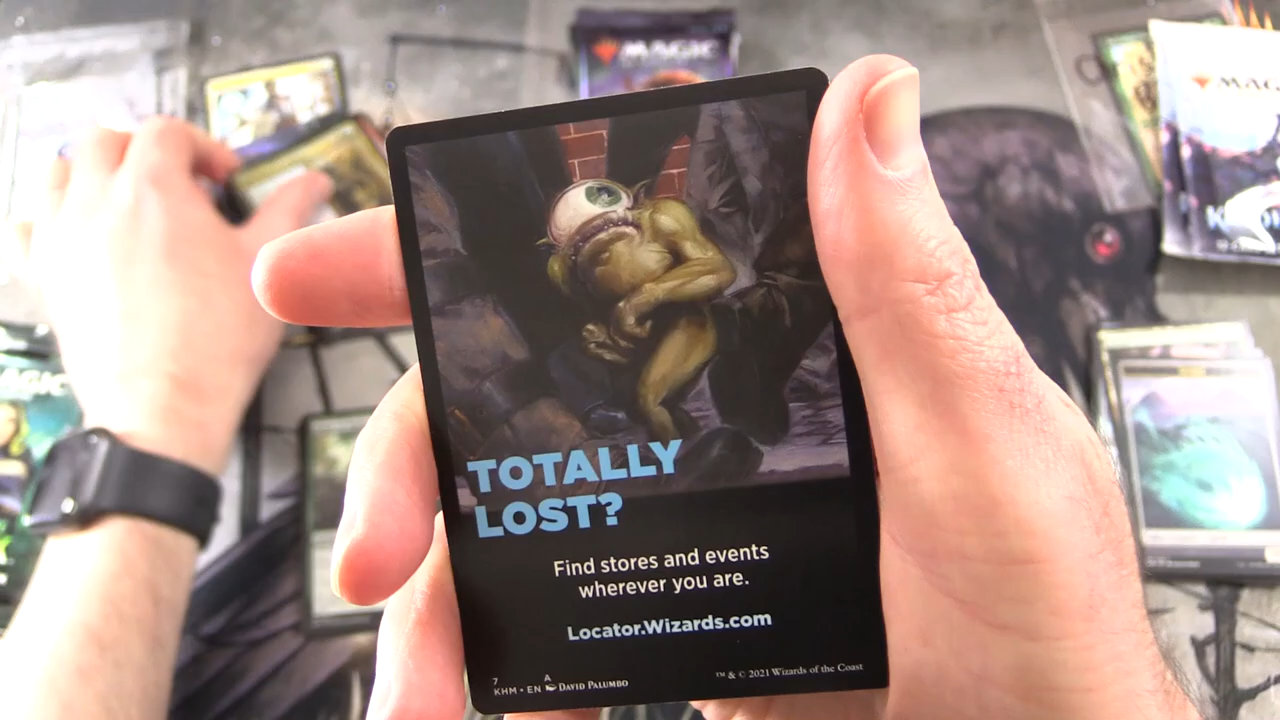 MAGIC
MAGIC
TOTALLY
LOST?
Find stores and events
wherever you are.
Locator.Wizards.com
7 A
KHM • EN DAVID PALUMBO
™ & © 2021 Wizards of the Coast